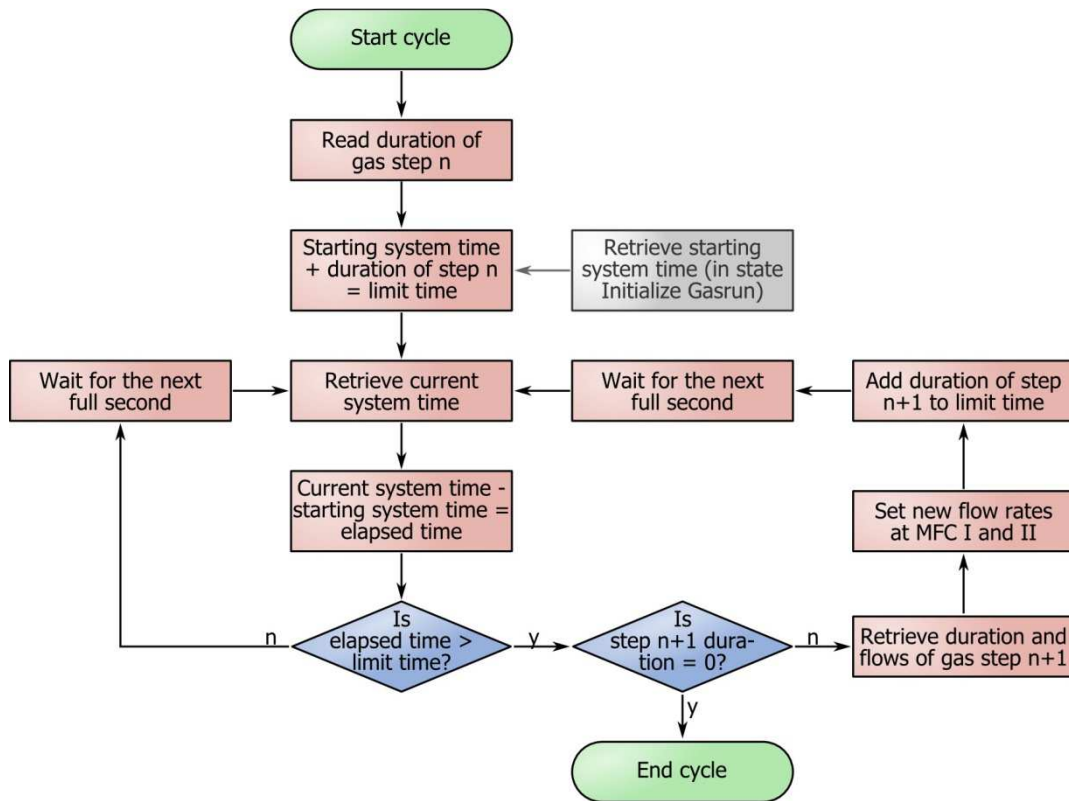 Start cycle
Read duration of
gas step n
Starting system time
+ duration of step n
= limit time
Retrieve starting
system time (in state
Initialize Gasrun)
Wait for the next
full second
Retrieve current
system time
Wait for the next
full second
Add duration of step
n+1 to limit time
Current system time -
starting system time =
elapsed time
Set new flow rates
at MFC I and II
n
Is
elapsed time >
limit time?
y
Is
step n+1 dura-
tion = 0?
n
Retrieve duration and
flows of gas step n+1
y
End cycle